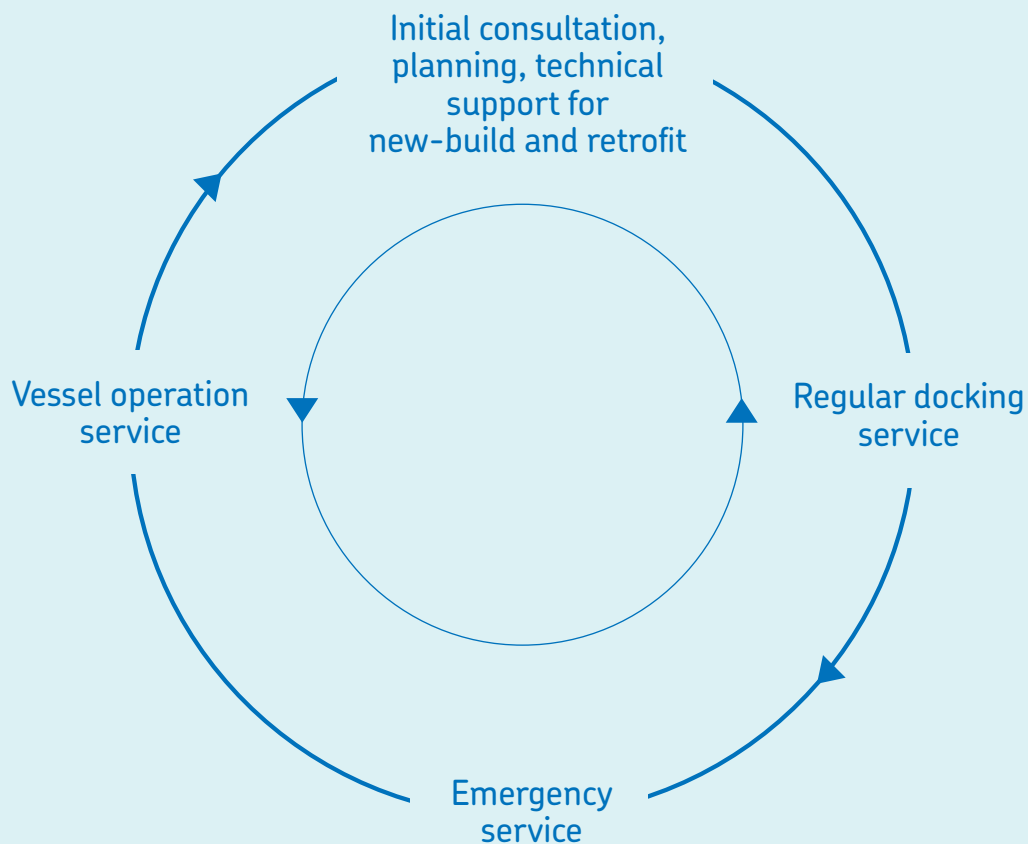 Initial consultation,
planning, technical
support for
new-build and retrofit
Vessel operation
service
Regular docking
service
Emergency
service